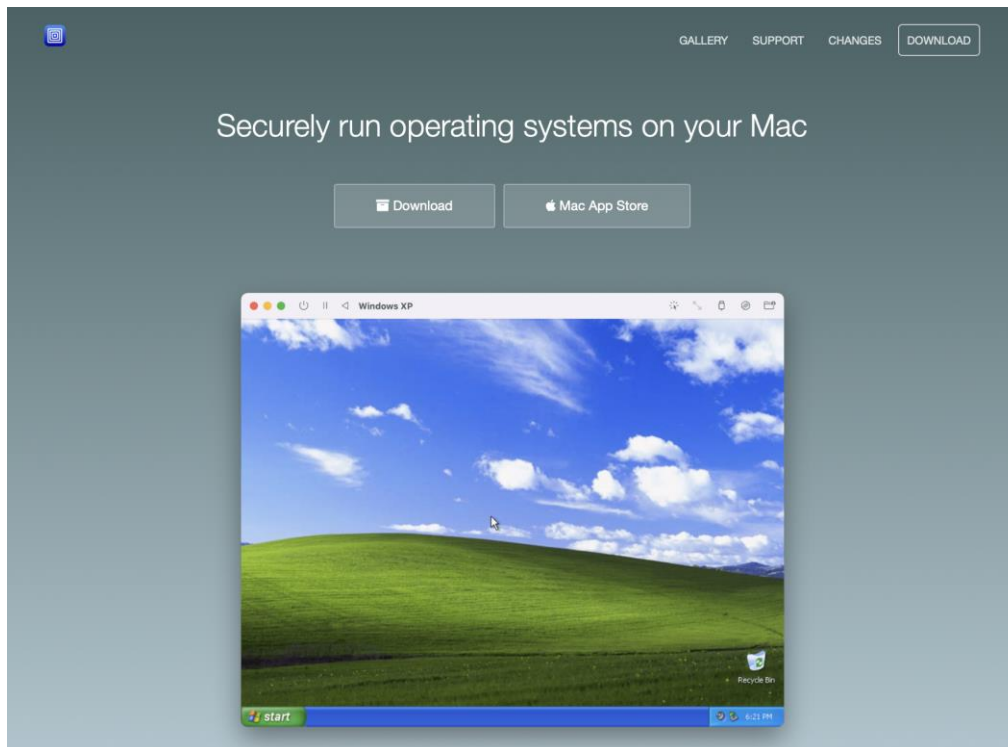 GALLERY SUPPORT CHANGES DOWNLOAD
Securely run operating systems on your Mac
Download Mac App Store
Windows XP
Recycle Bin
start 6:21 PM